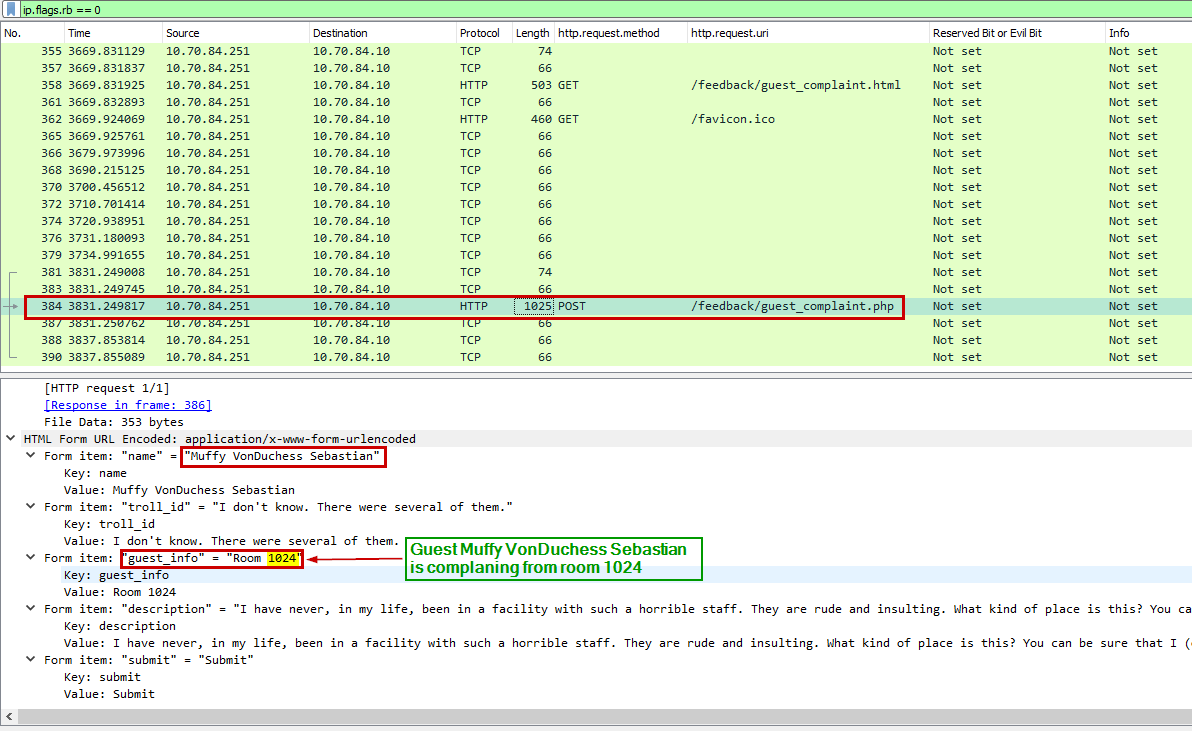 ip.flags.rb == 0
No. Time Source Destination Protocol Length http.request.method http.request.uri Reserved Bit or Evil Bit Info
355 3669.831129 10.70.84.251 10.70.84.10 TCP 74 Not set Not set
357 3669.831837 10.70.84.251 10.70.84.10 TCP 66 Not set Not set
358 3669.831925 10.70.84.251 10.70.84.10 HTTP 503 GET /feedback/guest_complaint.html Not set Not set
361 3669.832893 10.70.84.251 10.70.84.10 TCP 66 Not set Not set
362 3669.924069 10.70.84.251 10.70.84.10 HTTP 460 GET /favicon.ico Not set Not set
365 3669.925761 10.70.84.251 10.70.84.10 TCP 66 Not set Not set
366 3679.973996 10.70.84.251 10.70.84.10 TCP 66 Not set Not set
368 3690.215125 10.70.84.251 10.70.84.10 TCP 66 Not set Not set
370 3700.456512 10.70.84.251 10.70.84.10 TCP 66 Not set Not set
372 3710.701414 10.70.84.251 10.70.84.10 TCP 66 Not set Not set
374 3720.938951 10.70.84.251 10.70.84.10 TCP 66 Not set Not set
376 3731.180093 10.70.84.251 10.70.84.10 TCP 66 Not set Not set
379 3734.991655 10.70.84.251 10.70.84.10 TCP 66 Not set Not set
381 3831.249008 10.70.84.251 10.70.84.10 TCP 74 Not set Not set
383 3831.249745 10.70.84.251 10.70.84.10 TCP 66 Not set Not set
384 3831.249817 10.70.84.251 10.70.84.10 HTTP 1025 POST /feedback/guest_complaint.php Not set Not set
387 3831.250762 10.70.84.251 10.70.84.10 TCP 66 Not set Not set
388 3837.853814 10.70.84.251 10.70.84.10 TCP 66 Not set Not set
390 3837.855089 10.70.84.251 10.70.84.10 TCP 66 Not set Not set
[HTTP request 1/1]
[Response in frame: 386]
File Data: 353 bytes
HTML Form URL Encoded: application/x-www-form-urlencoded
Form item: "name" = "Muffy VonDuchess Sebastian"
Key: name
Value: Muffy VonDuchess Sebastian
Form item: "troll_id" = "I don't know. There were several of them."
Key: troll_id
Value: I don't know. There were several of them.
Form item: "guest_info" = "Room 1024"
Guest Muffy VonDuchess Sebastian
is complaning from room 1024
Key: guest_info
Value: Room 1024
Form item: "description" = "I have never, in my life, been in a facility with such a horrible staff. They are rude and insulting. What kind of place is this? You ca
Key: description
Value: I have never, in my life, been in a facility with such a horrible staff. They are rude and insulting. What kind of place is this? You can be sure that I (
Form item: "submit" = "Submit"
Key: submit
Value: Submit